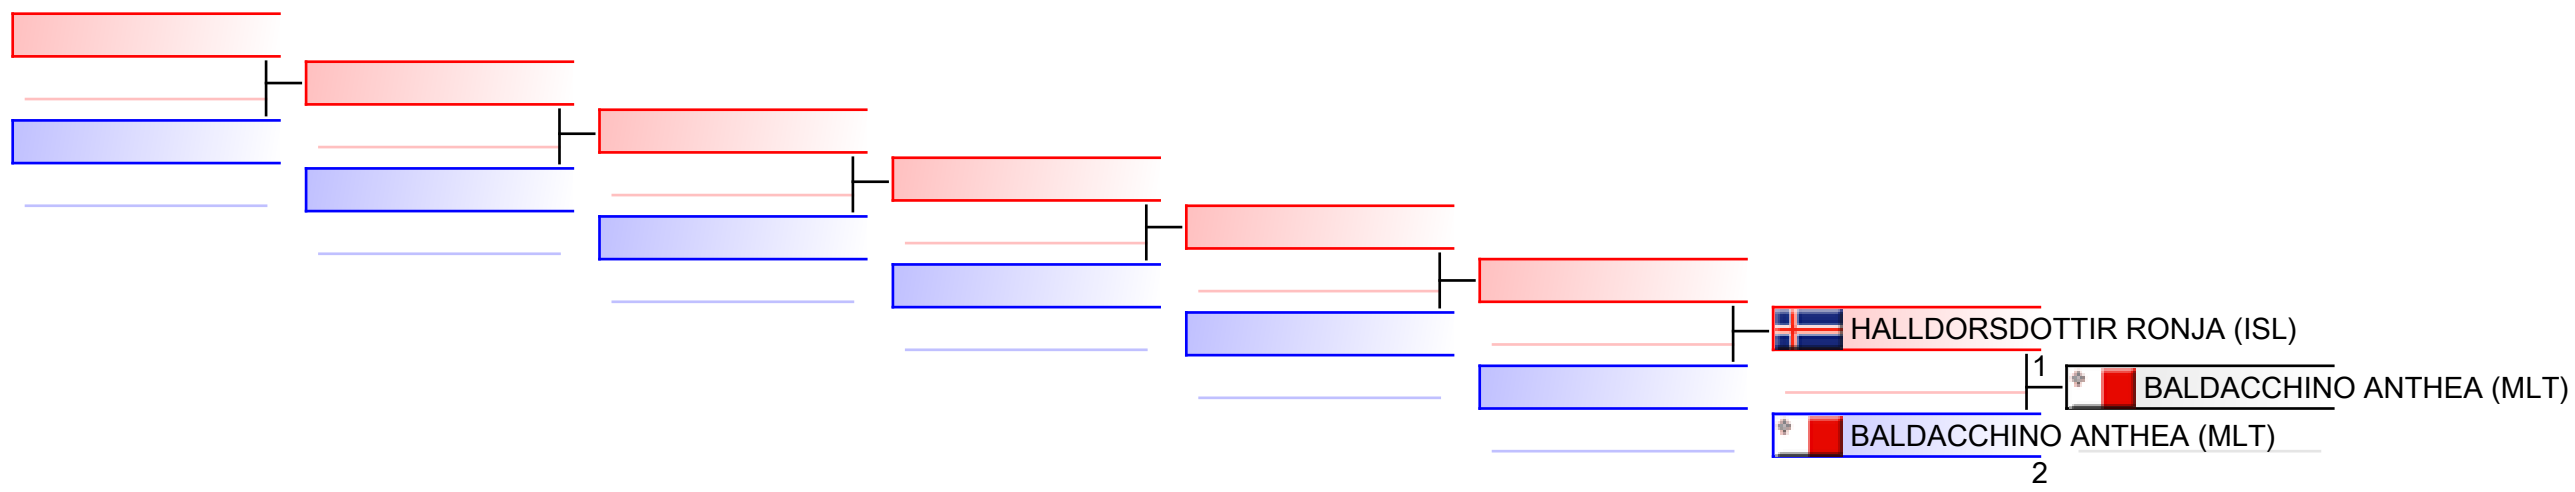 HALLDORSDOTTIR RONJA (ISL)
1
BALDACCHINO ANTHEA (MLT)
BALDACCHINO ANTHEA (MLT)
2